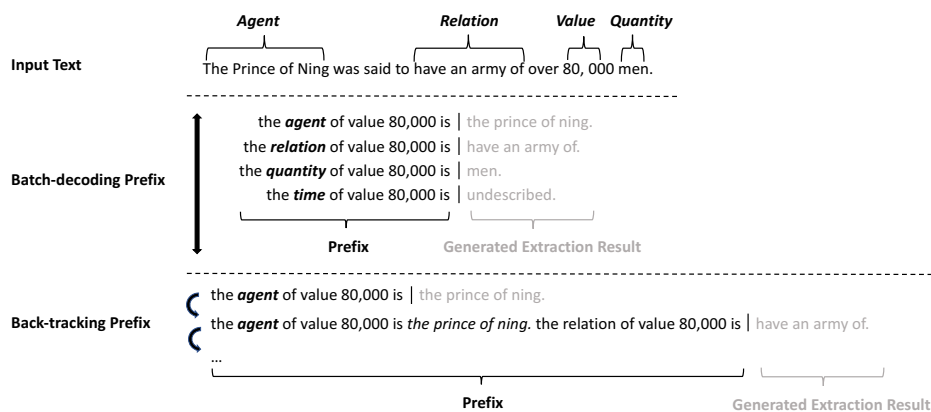 Agent Relation Value Quantity
Input Text
The Prince of Ning was said to have an army of over 80, 000 men.
the agent of value 80,000 is | the prince of ning.
the relation of value 80,000 is | have an army of.
Batch-decoding Prefix
the quantity of value 80,000 is | men.
the time of value 80,000 is | undescribed.
Prefix Generated Extraction Result
the agent of value 80,000 is | the prince of ning.
Back-tracking Prefix
the agent of value 80,000 is the prince of ning. the relation of value 80,000 is | have an army of.
...
Prefix Generated Extraction Result